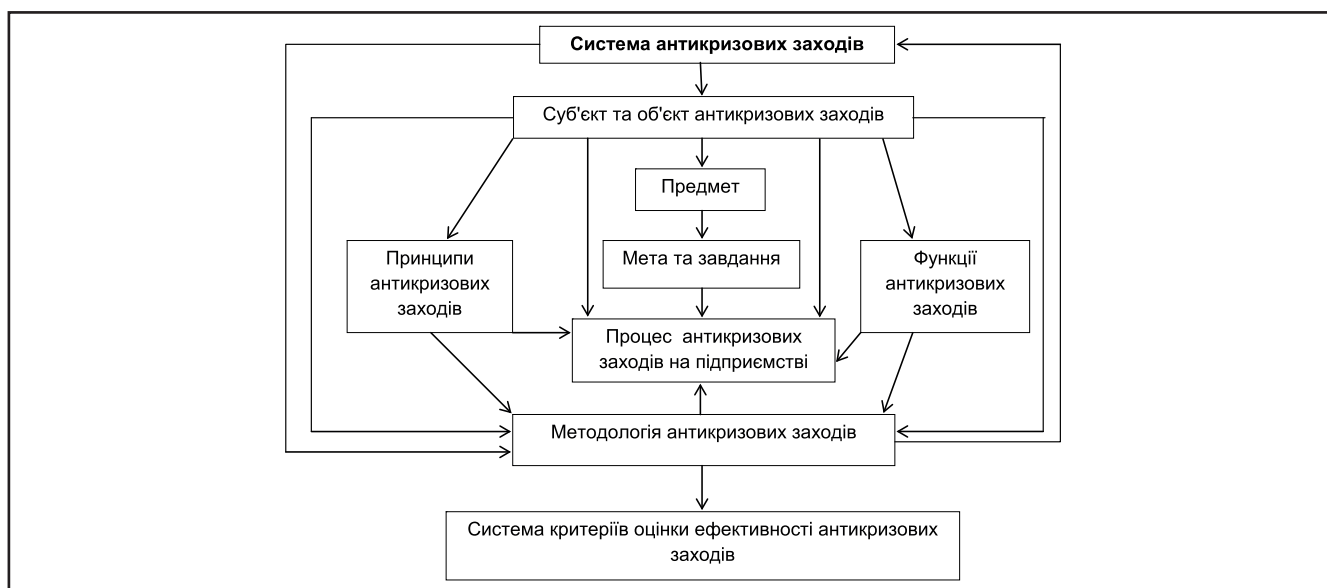 Система антикризових заходів
Суб'єкт та об'єкт антикризових заходів
Предмет
Принципи
антикризових
заходів
Мета та завдання
Функції
антикризових
заходів
Процес антикризових
заходів на підприємстві
Методологія антикризових заходів
Система критеріїв оцінки ефективності антикризових
заходів